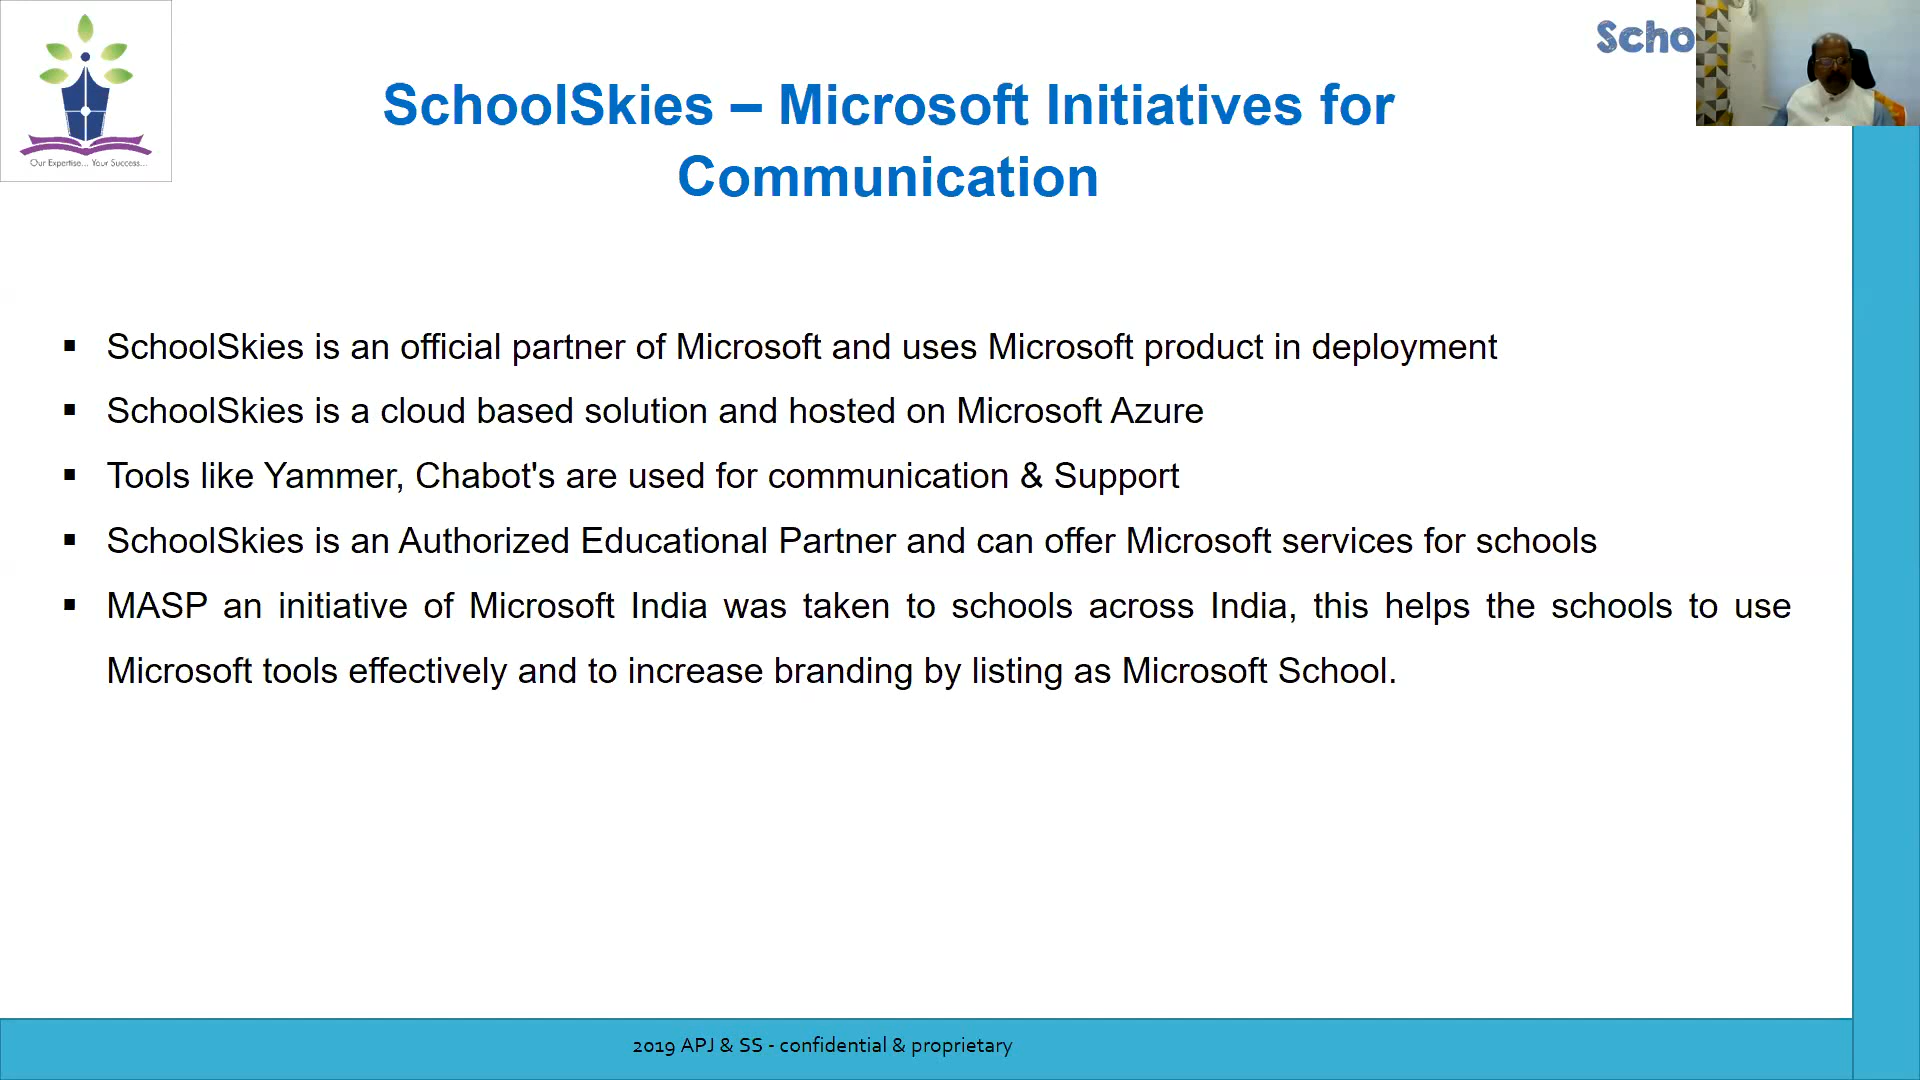 Scho
SchoolSkies – Microsoft Initiatives for
Communication
Our Expertise... Your Success...
▪ SchoolSkies is an official partner of Microsoft and uses Microsoft product in deployment
▪ SchoolSkies is a cloud based solution and hosted on Microsoft Azure
▪ Tools like Yammer, Chabot's are used for communication & Support
▪ SchoolSkies is an Authorized Educational Partner and can offer Microsoft services for schools
▪ MASP an initiative of Microsoft India was taken to schools across India, this helps the schools to use
Microsoft tools effectively and to increase branding by listing as Microsoft School.
2019 APJ & SS - confidential & proprietary